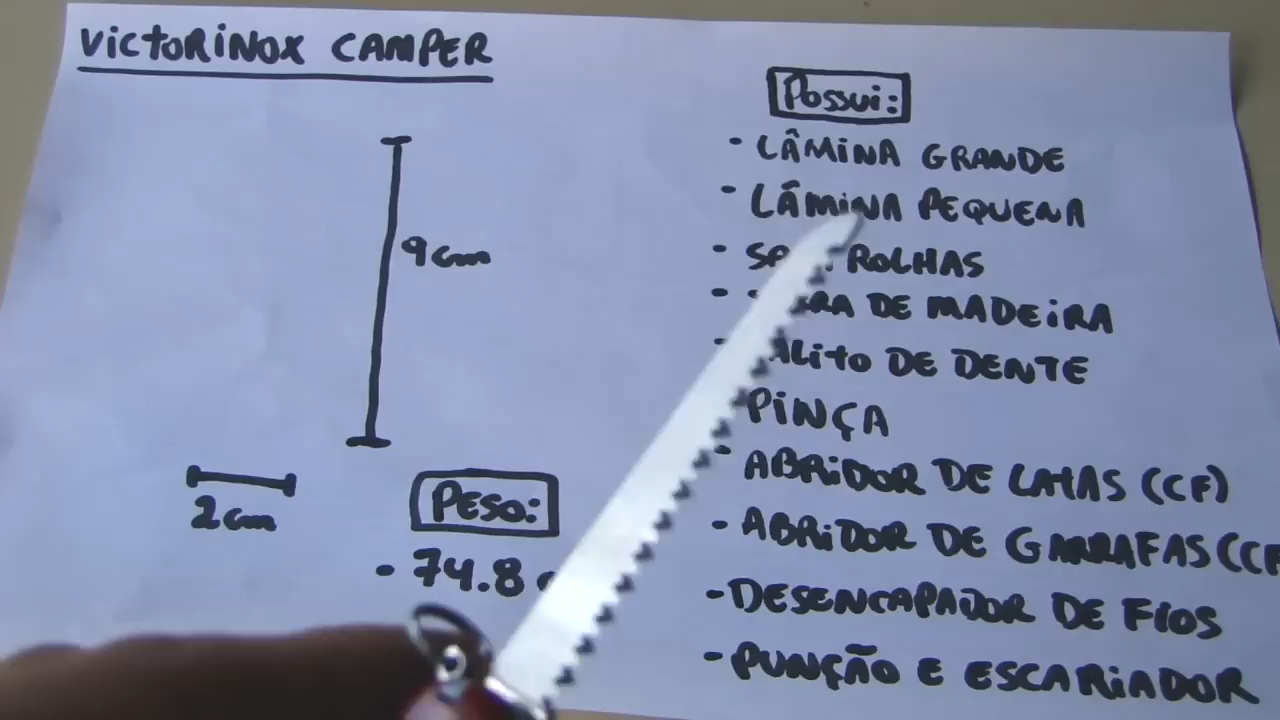 VICTORINOX CAMPER
9cm
2cm
PESO:
- 74.8
Possui:
- LÂMINA GRANDE
- LÂMINA PEQUENA
- ROLHAS
- DE MADEIRA
- DE DENTE
PINÇA
- ABRIDOR DE LATAS (CF)
- ABRIDOR DE GARRAFAS (CF
- DESENCAPADOR DE FIOS
- PUNÇÃO E ESCARIADOR